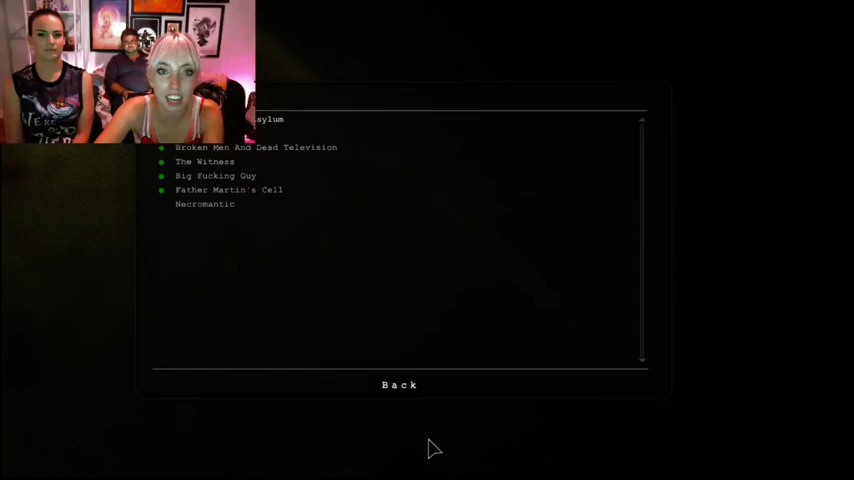 sylum
Broken Men And Dead Television
The Witness
Big Fucking Guy
Father Martin's Cell
Necromantic
Back